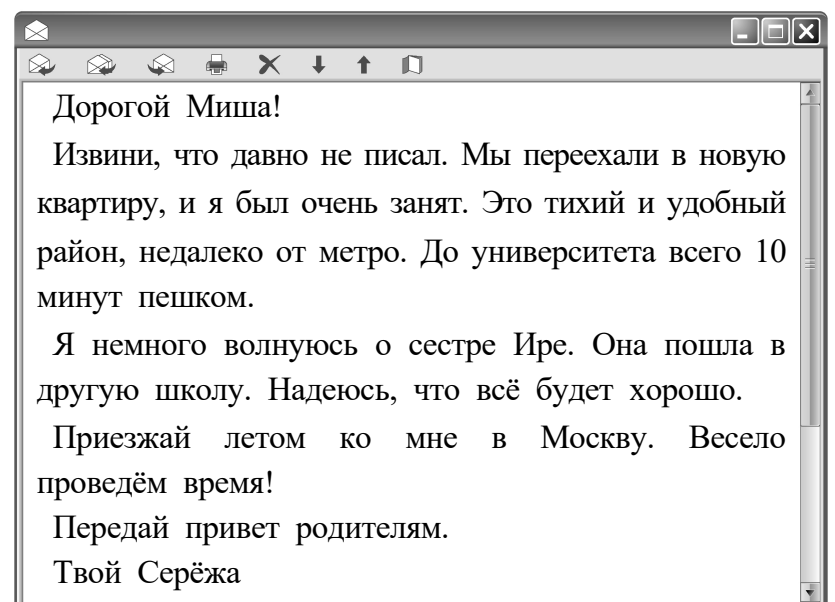 Дорогой Миша!
Извини, что давно не писал. Мы переехали в новую
квартиру, и я был очень занят. Это тихий и удобный
район, недалеко от метро. До университета всего 10
минут пешком.
Я немного волнуюсь о сестре Ире. Она пошла в
другую школу. Надеюсь, что всё будет хорошо.
Приезжай летом ко мне в Москву. Весело
проведём время!
Передай привет родителям.
Твой Серёжа